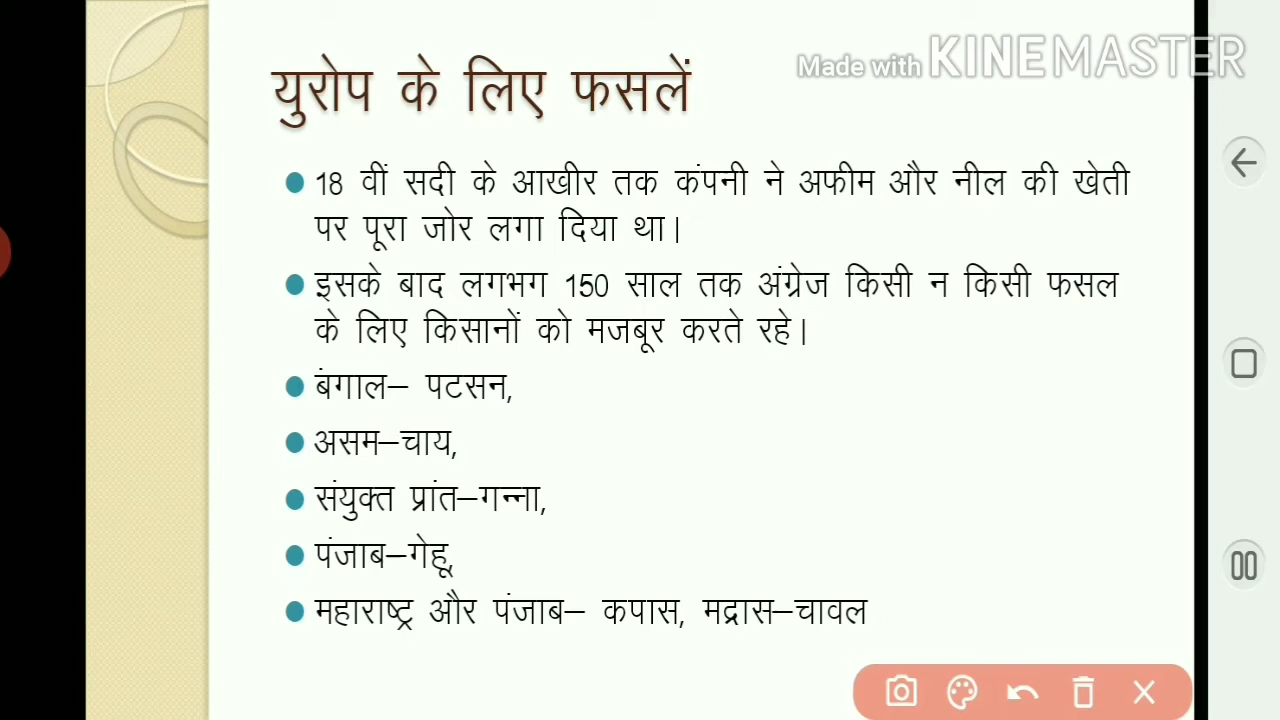 युरोप के लिए फसलें
Made with KINEMASTER
18 वीं सदी के आखीर तक कंपनी ने अफीम और नील की खेती
पर पूरा जोर लगा दिया था।
इसके बाद लगभग 150 साल तक अंग्रेज किसी न किसी फसल
के लिए किसानों को मजबूर करते रहे।
बंगाल– पटसन,
असम–चाय,
संयुक्त प्रांत–गन्ना,
पंजाब–गेहू,
महाराष्ट्र और पंजाब– कपास, मद्रास–चावल